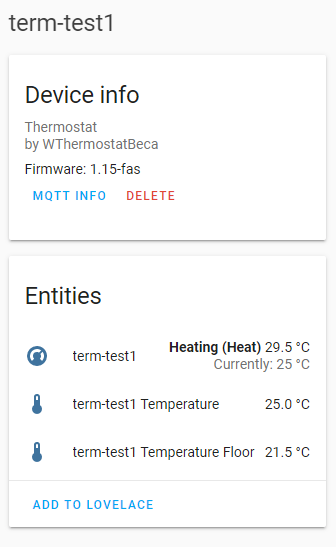 term-test1
Device info
Thermostat
by WThermostatBeca
Firmware: 1.15-fas
MQTT INFO DELETE
Entities
term-test1 Heating (Heat) 29.5 °C
Currently: 25 °C
term-test1 Temperature 25.0 °C
term-test1 Temperature Floor 21.5 °C
ADD TO LOVELACE